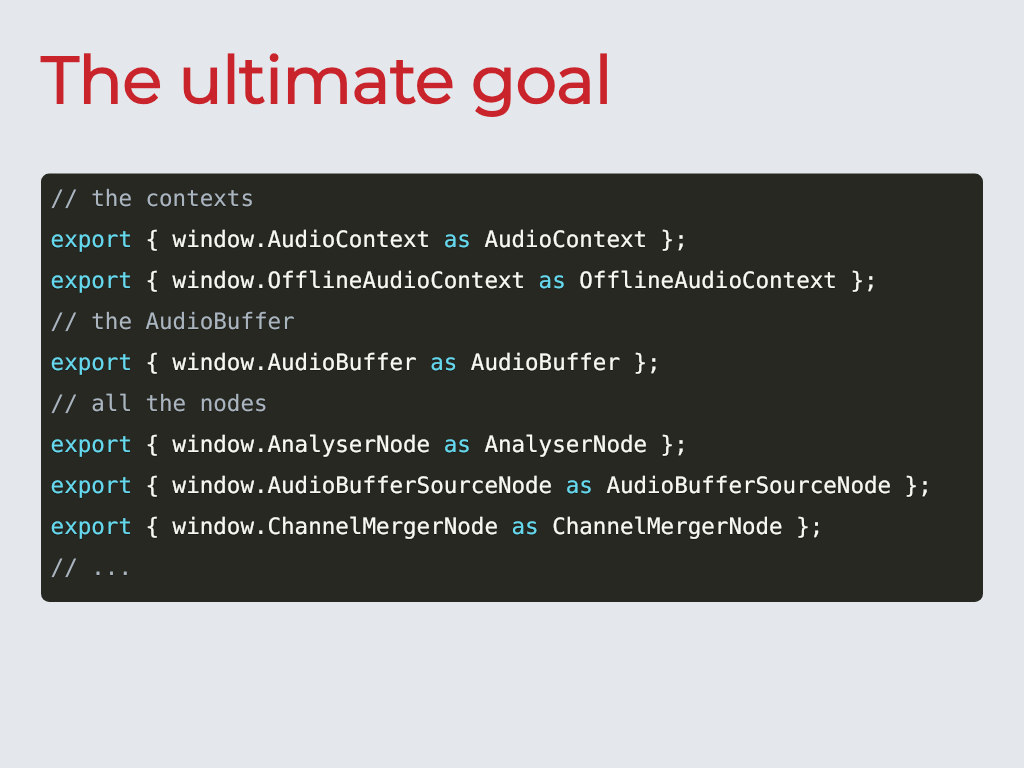 The ultimate goal
// the contexts
export { window.AudioContext as AudioContext };
export { window.OfflineAudioContext as OfflineAudioContext };
// the AudioBuffer
export { window.AudioBuffer as AudioBuffer };
// all the nodes
export { window.AnalyserNode as AnalyserNode };
export { window.AudioBufferSourceNode as AudioBufferSourceNode };
export { window.ChannelMergerNode as ChannelMergerNode };
// ...